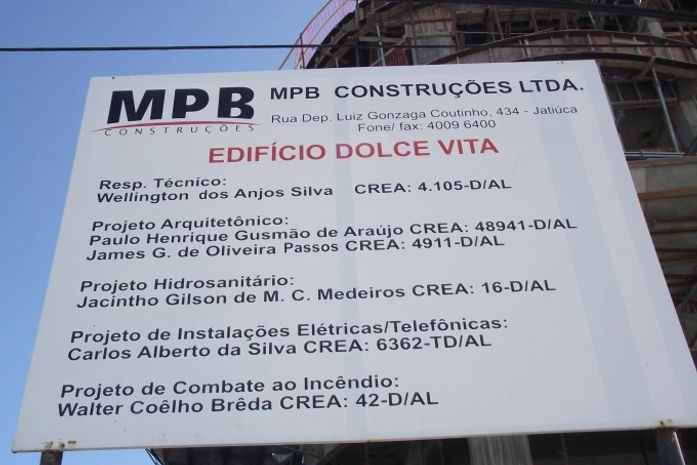 MPB
CONSTRUÇÕES
MPB CONSTRUÇÕES LTDA.
Rua Dep. Luiz Gonzaga Coutinho, 434 - Jatiúca
Fone/ fax: 4009 6400
EDIFÍCIO DOLCE VITA
Resp. Técnico:
Wellington dos Anjos Silva CREA: 4.105-D/AL
Projeto Arquitetônico:
Paulo Henrique Gusmão de Araújo CREA: 48941-D/AL
James G. de Oliveira Passos CREA: 4911-D/AL
Projeto Hidrosanitário:
Jacintho Gilson de M. C. Medeiros CREA: 16-D/AL
Projeto de Instalações Elétricas/Telefônicas:
Carlos Alberto da Silva CREA: 6362-TD/AL
Projeto de Combate ao Incêndio:
Walter Coêlho Brêda CREA: 42-D/AL